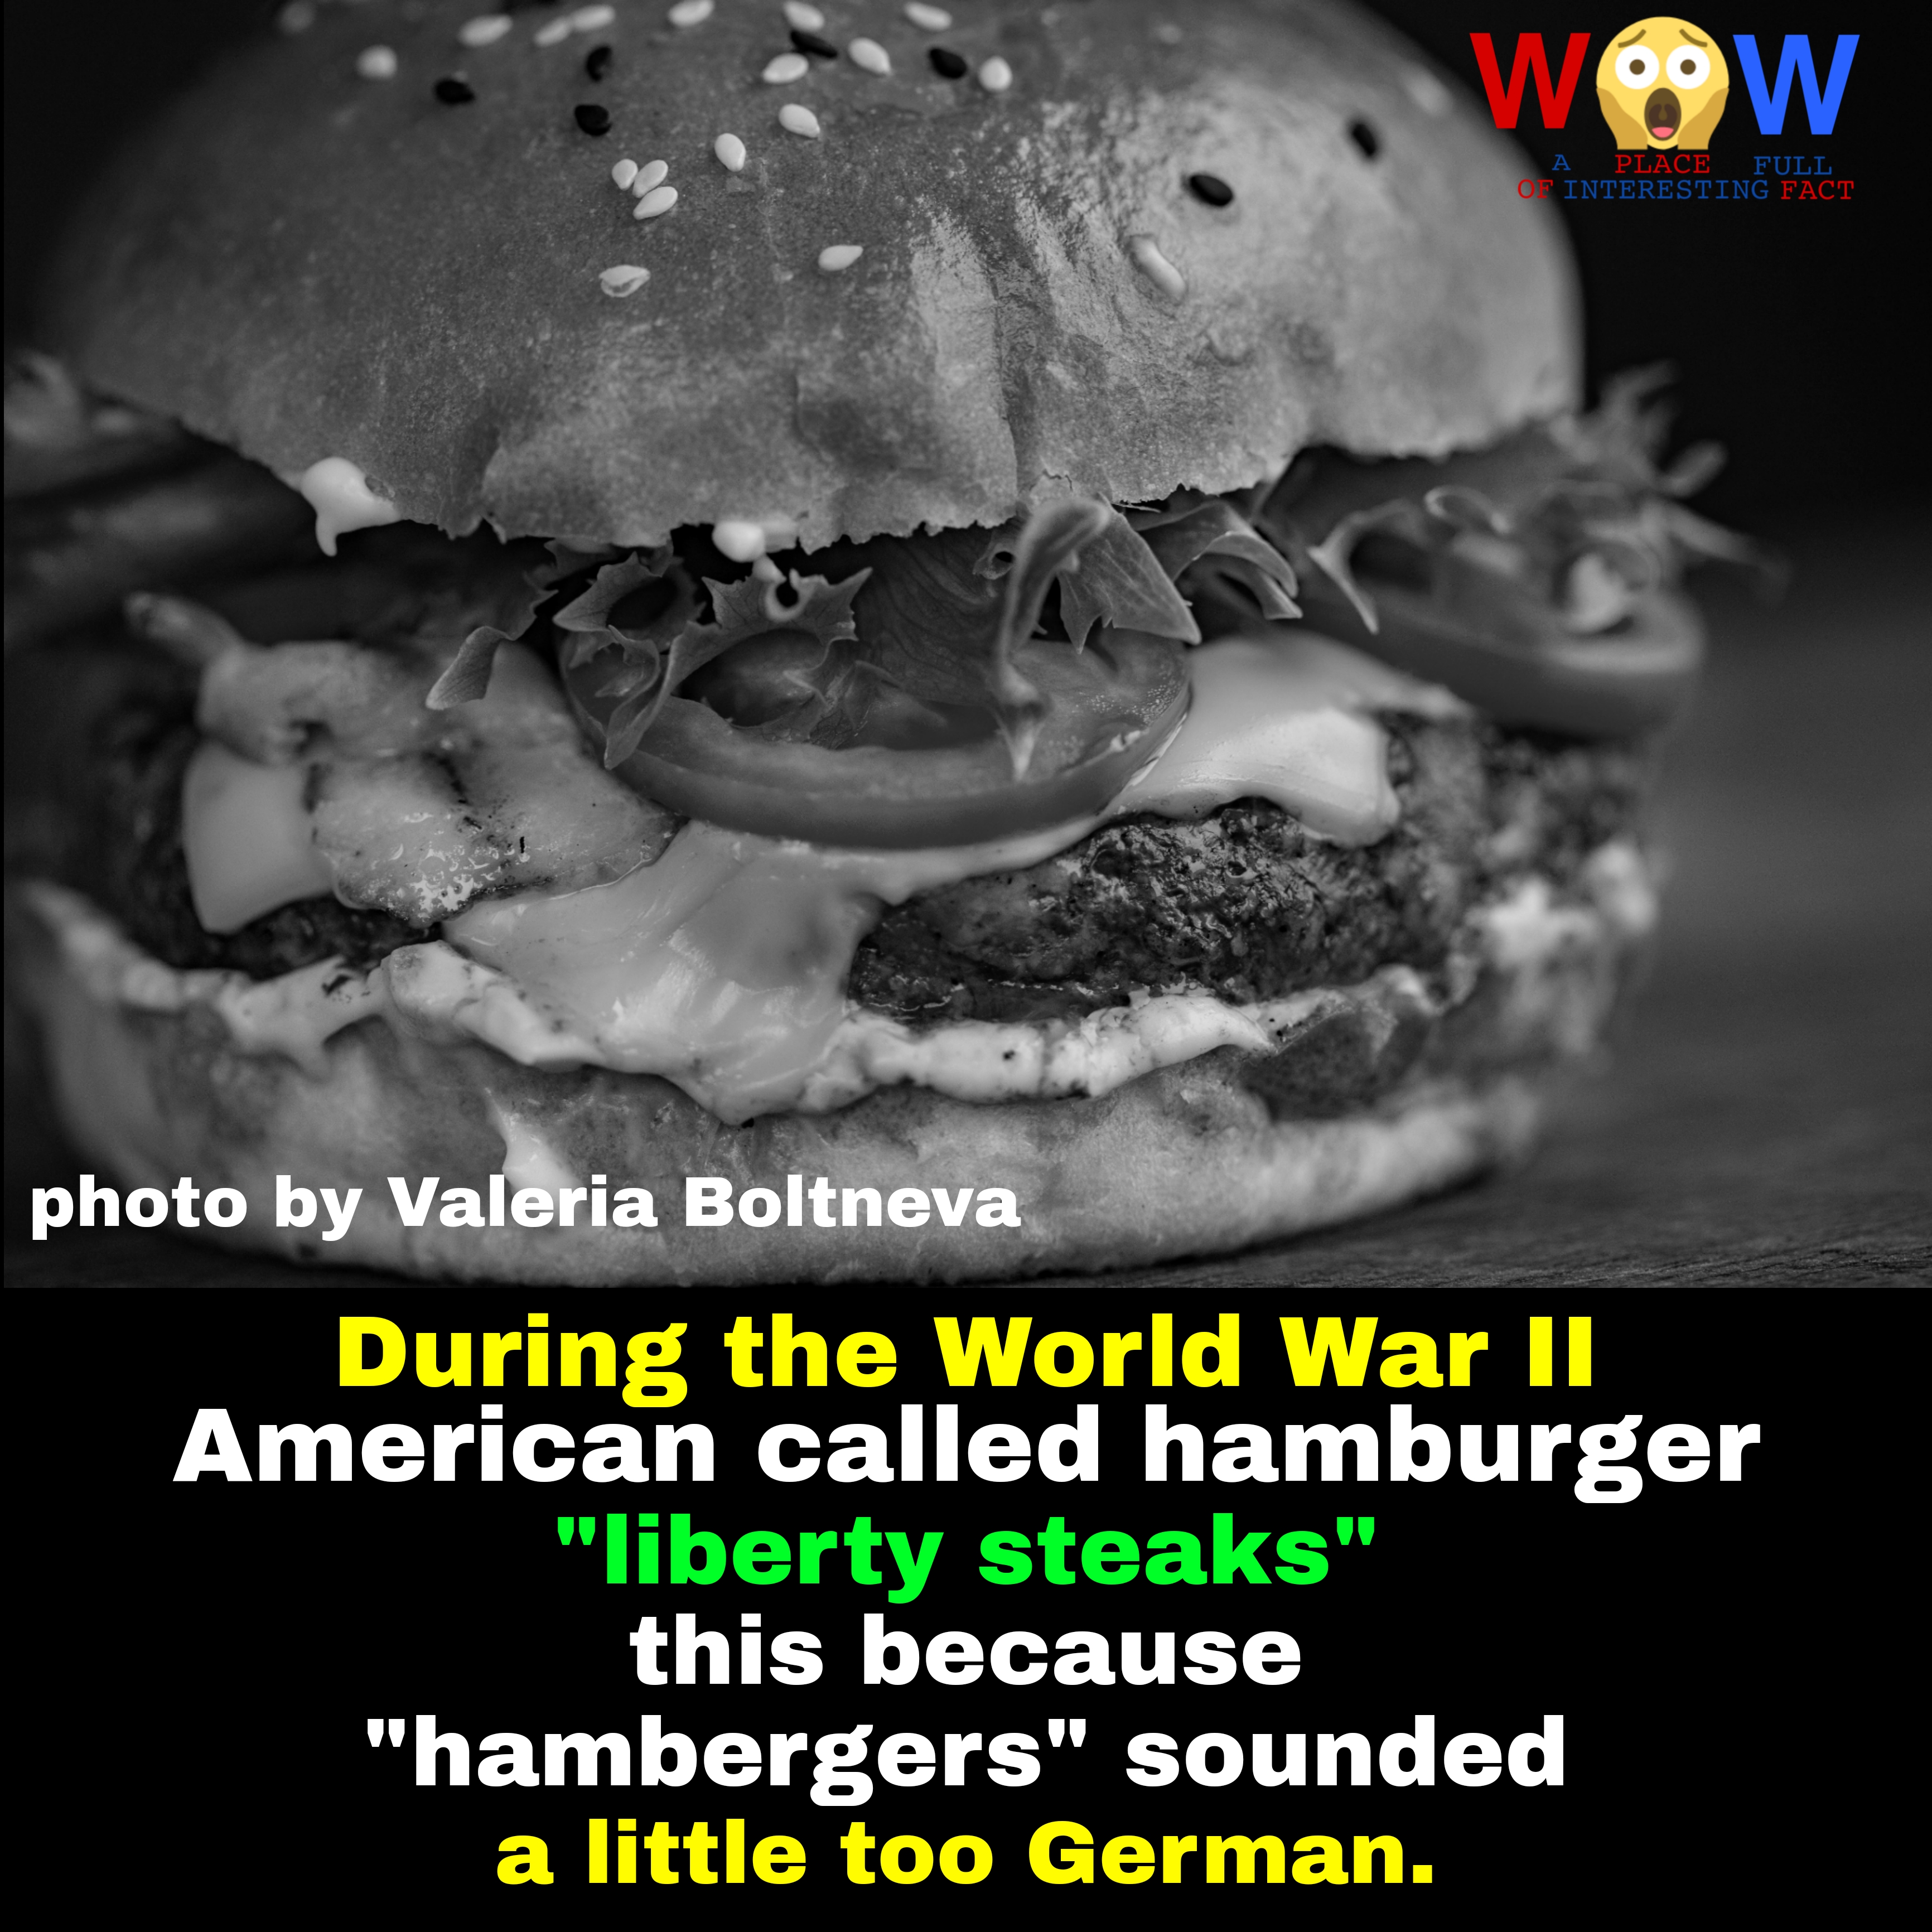 W😱W
A PLACE FULL
OF INTERESTING FACT
photo by Valeria Boltneva
During the World War II
American called hamburger
"liberty steaks"
this because
"hambergers" sounded
a little too German.